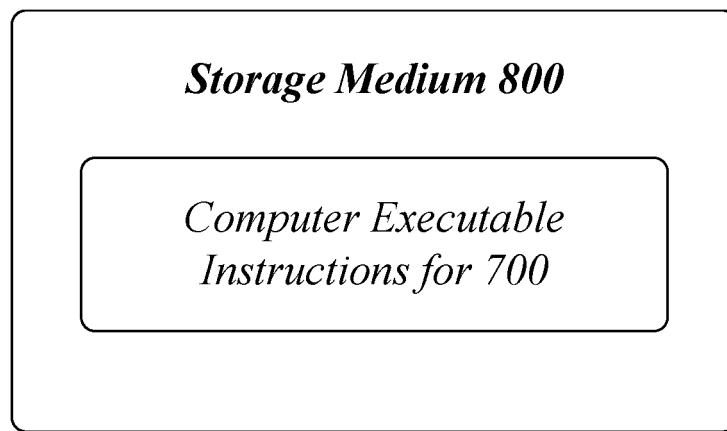 Storage Medium 800
Computer Executable
Instructions for 700